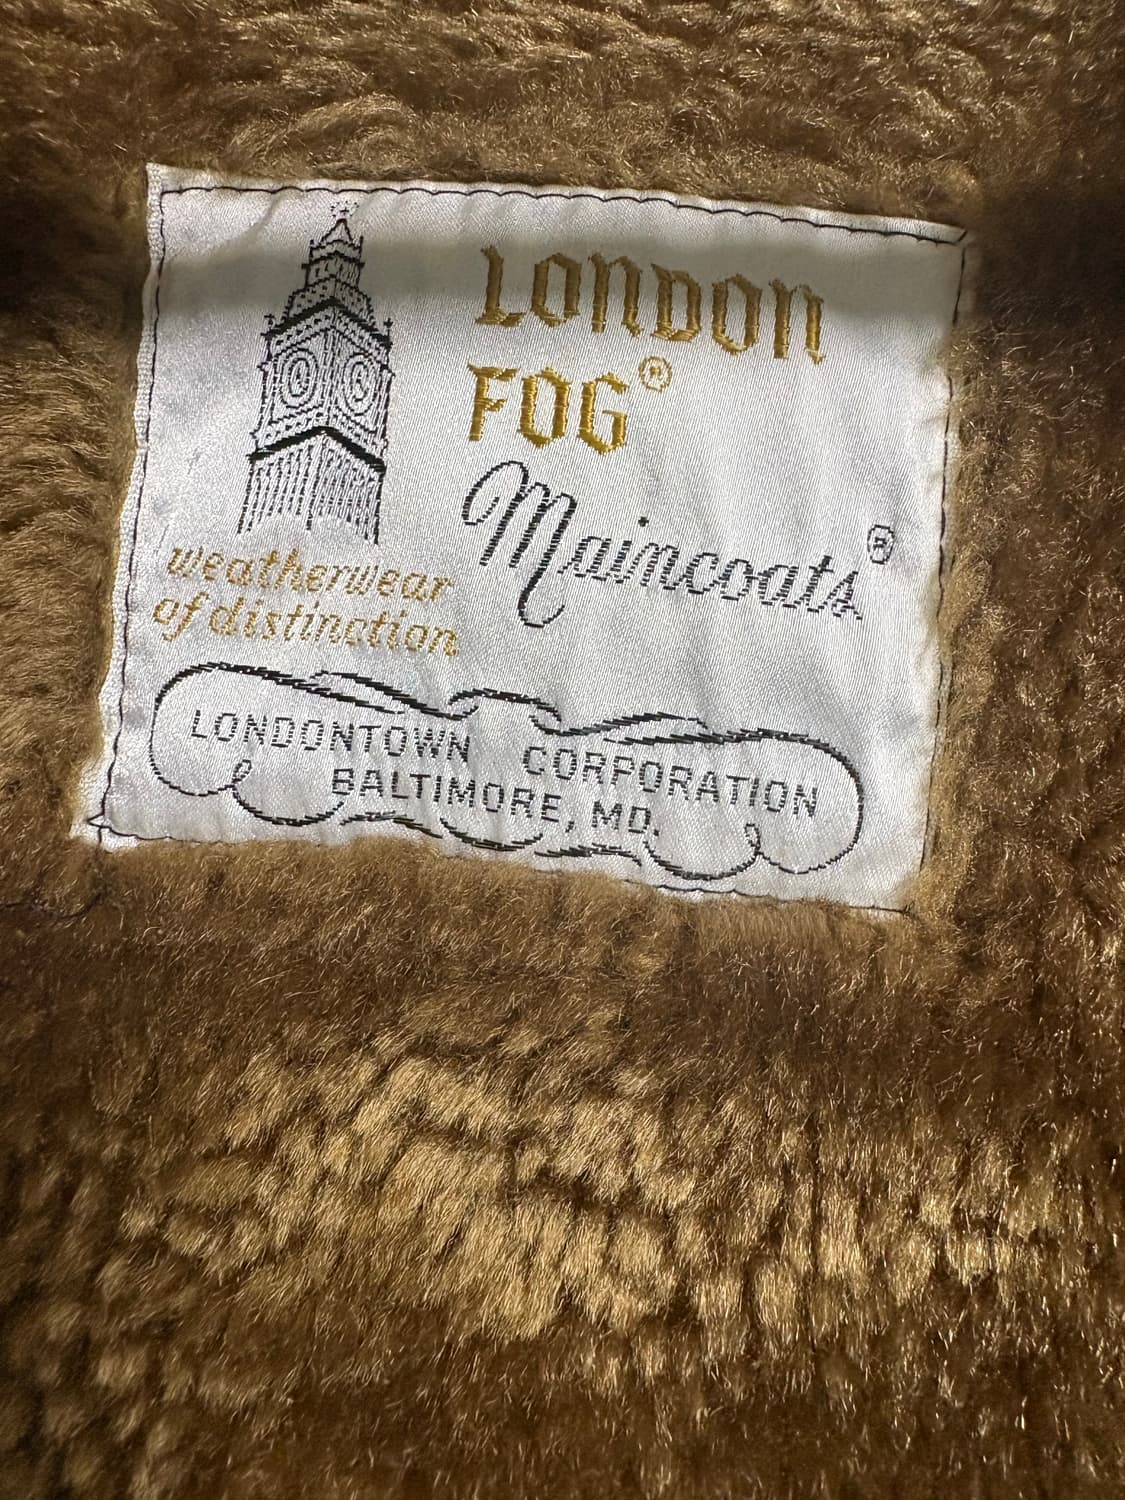 LONDON
FOG®
Maincoats®
weatherwear
of distinction
LONDONTOWN CORPORATION
BALTIMORE, MD.